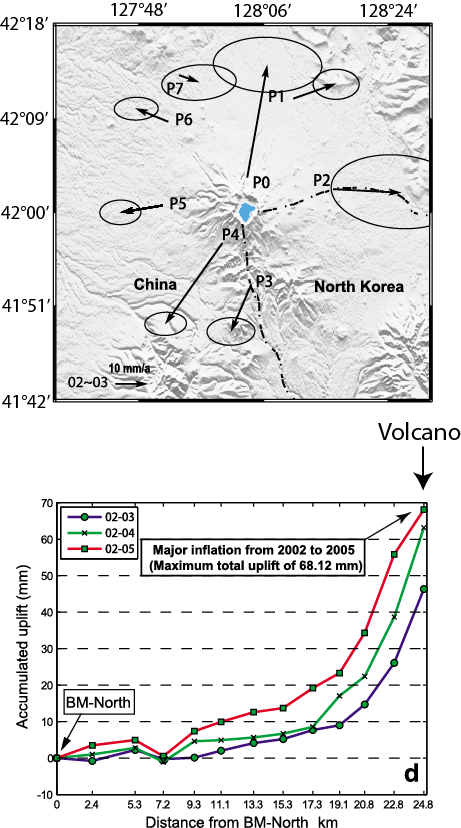 127°48' 128°06' 128°24'
42°18'
42°09'
42°00'
41°51'
41°42'
P7
P1
P6
P0
P2
P5
P4
P3
China
North Korea
10 mm/a
02~03
Volcano
02-03
02-04
02-05
Major inflation from 2002 to 2005
(Maximum total uplift of 68.12 mm)
BM-North
d
Accumulated uplift (mm)
70
60
50
40
30
20
10
00
-10
0 2.4 5.3 7.2 9.3 11.1 13.3 15.3 17.3 19.1 20.8 22.8 24.8
Distance from BM-North km